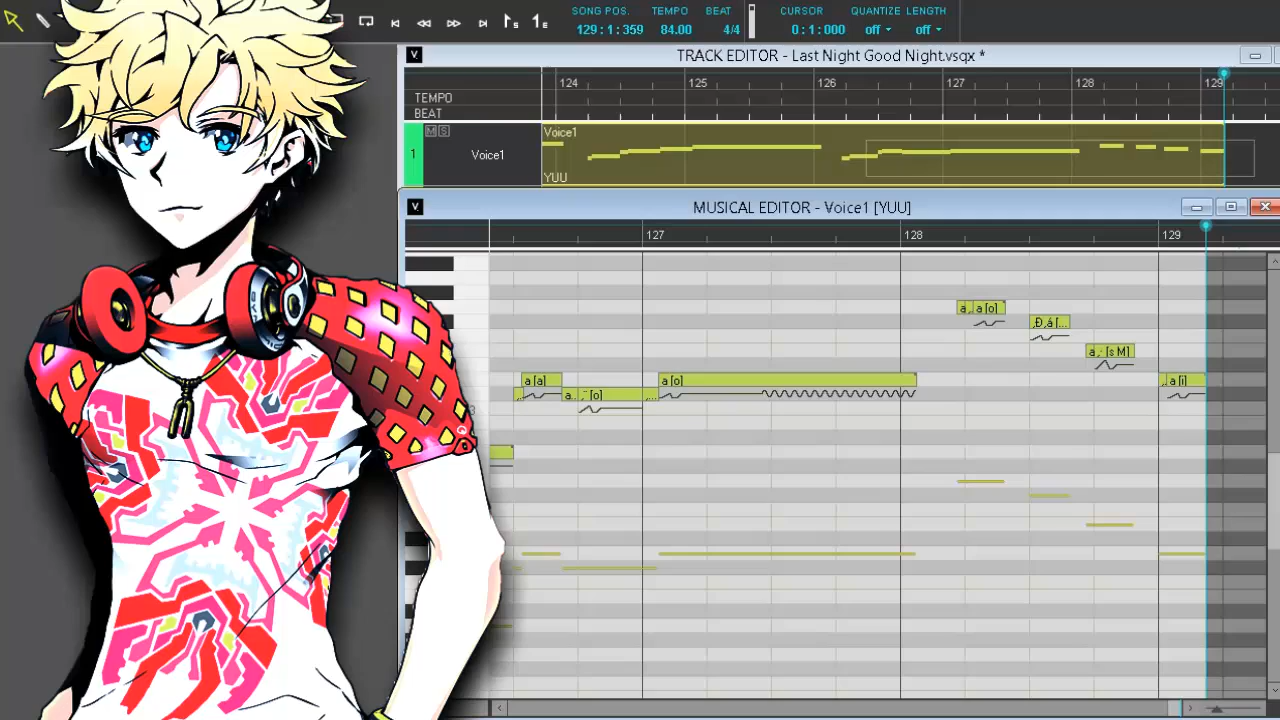 SONG POS. TEMPO BEAT CURSOR QUANTIZE LENGTH
129:1:359 84.00 4/4 0:1:000 off off
TRACK EDITOR - Last Night Good Night.vsqx *
124 125 126 127 128 129
TEMPO
BEAT
M S Voice1
1 Voice1
YUU
MUSICAL EDITOR - Voice1 [YUU]
127 128 129
a [o]
Ð,á [...
[s M]
a [a] a [o] a [i]
[o]